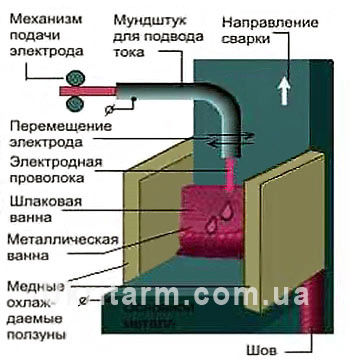 Механизм
подачи
электрода
Мундштук
для подвода
тока
Направление
сварки
Перемещение
электрода
Электродная
проволока
Шлаковая
ванна
Металлическая
ванна
Медные
охлаж-
даемые
ползуны
металл
tarm.com.ua
Шов